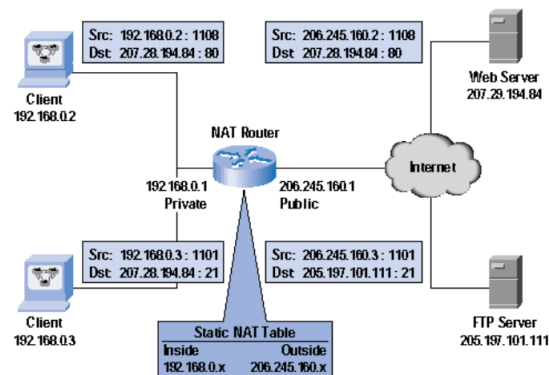 Src: 192.168.0.2 : 1108
Dst: 207.28.194.84 : 80
Src: 206.245.160.2 : 1108
Dst: 207.28.194.84 : 80
Client
192.168.0.2
Web Server
207.29.194.84
NAT Router
Internet
192.168.0.1
Private
206.245.160.1
Public
Src: 192.168.0.3 : 1101
Dst: 207.28.194.84 : 21
Src: 206.245.160.3 : 1101
Dst: 205.197.101.111 : 21
Client
192.168.0.3
FTP Server
205.197.101.111
Static NAT Table
Inside Outside
192.168.0.x 206.245.160.x